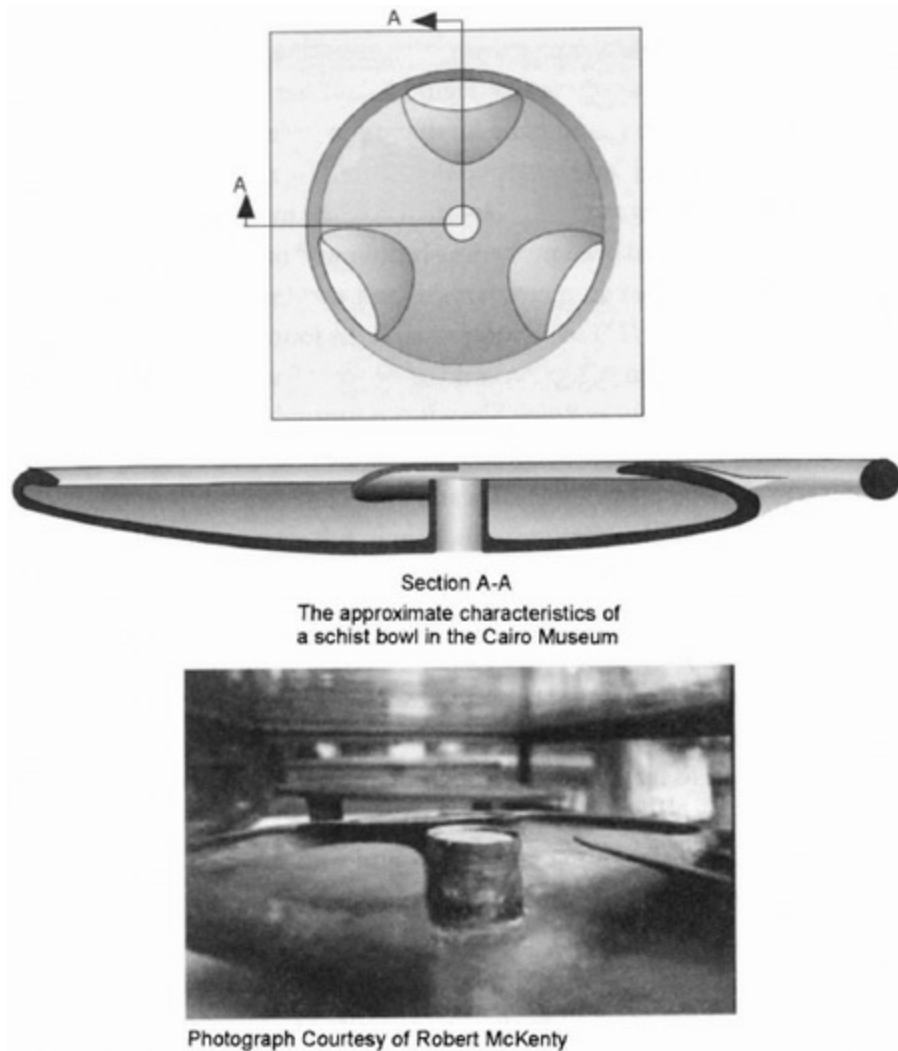 A
A
Section A-A
The approximate characteristics of
a schist bowl in the Cairo Museum
Photograph Courtesy of Robert McKenty